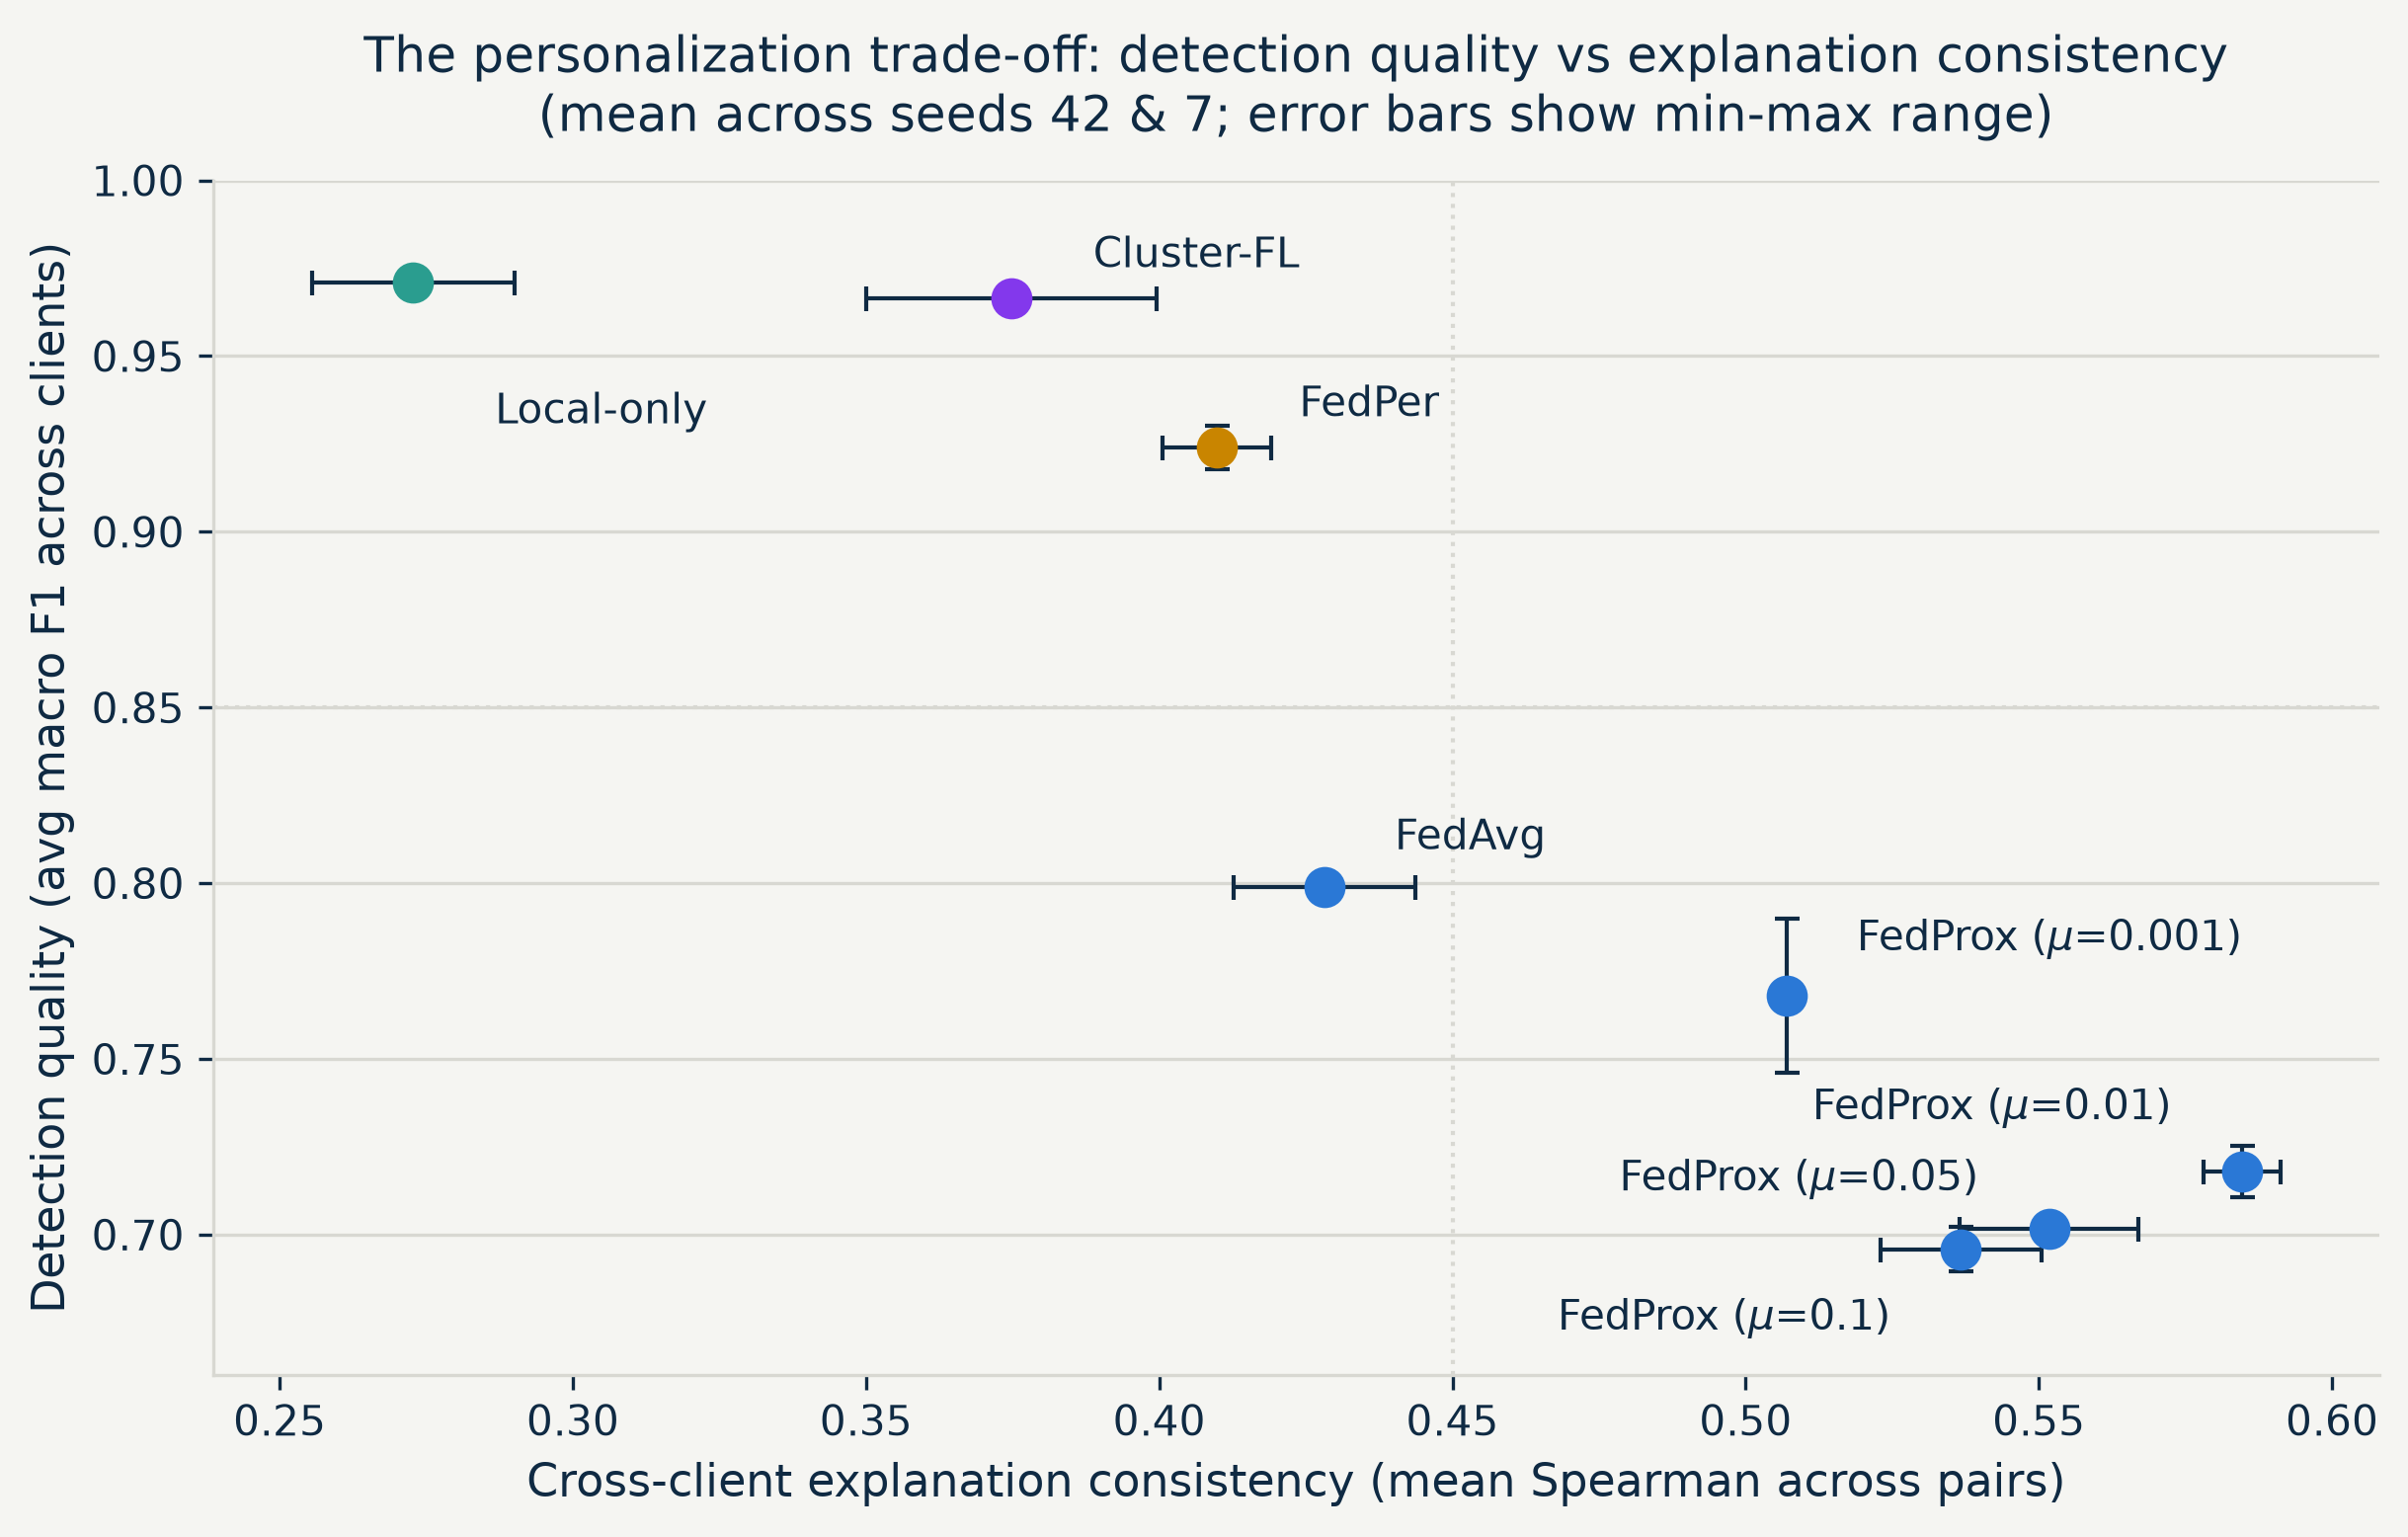 The personalization trade-off: detection quality vs explanation consistency
(mean across seeds 42 & 7; error bars show min-max range)
Detection quality (avg macro F1 across clients)
1.00
0.95
0.90
0.85
0.80
0.75
0.70
Cluster-FL
Local-only
FedPer
FedAvg
FedProx (μ=0.001)
FedProx (μ=0.01)
FedProx (μ=0.05)
FedProx (μ=0.1)
0.25
0.30
0.35
0.40
0.45
0.50
0.55
0.60
Cross-client explanation consistency (mean Spearman across pairs)